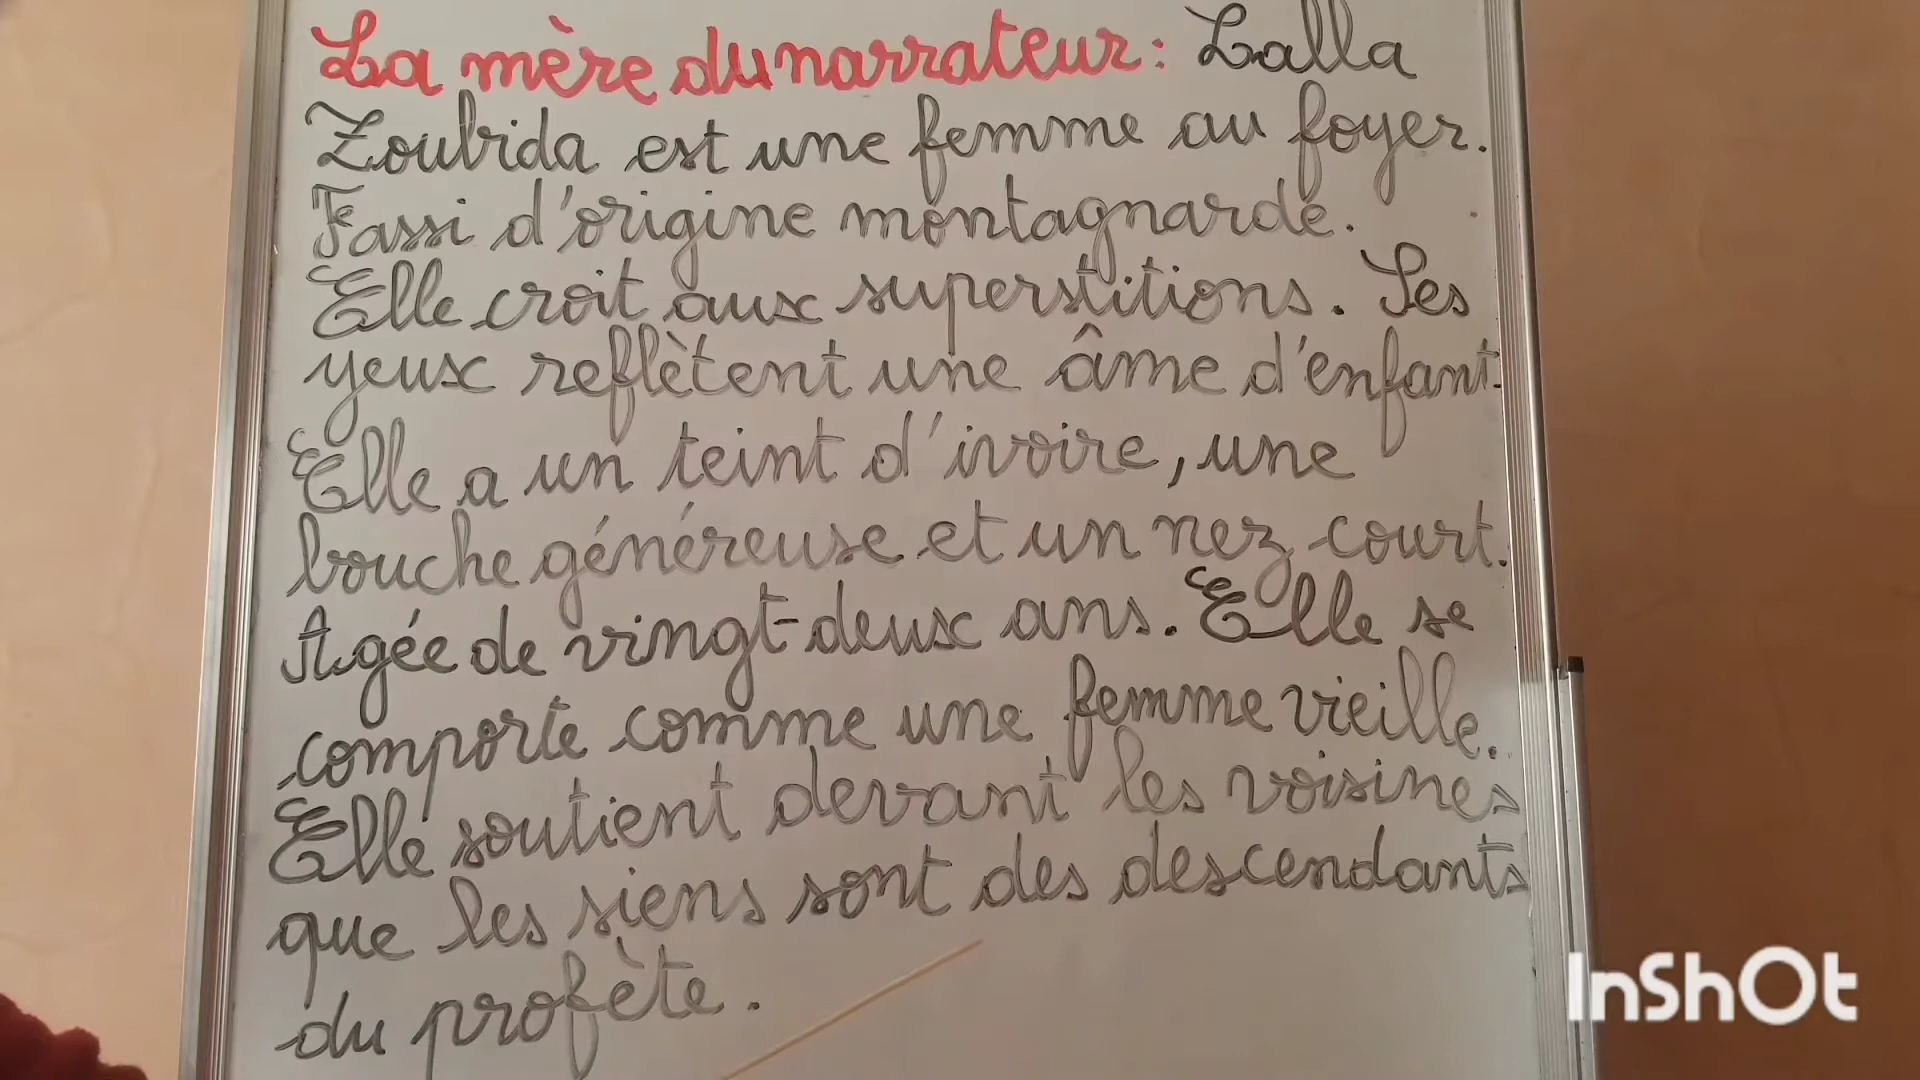 La mère du narrateur: Lalla
Zoubida est une femme au foyer.
Fassi d'origine montagnarde.
Elle croit aux superstitions. Ses
yeux reflètent une âme d'enfant.
Elle a un teint d'ivoire, une
bouche généreuse et un nez court.
Agée de vingt-deux ans. Elle se
comporte comme une femme vieille.
Elle soutient devant les voisines
que les siens sont des descendants
du profète.
InShOt